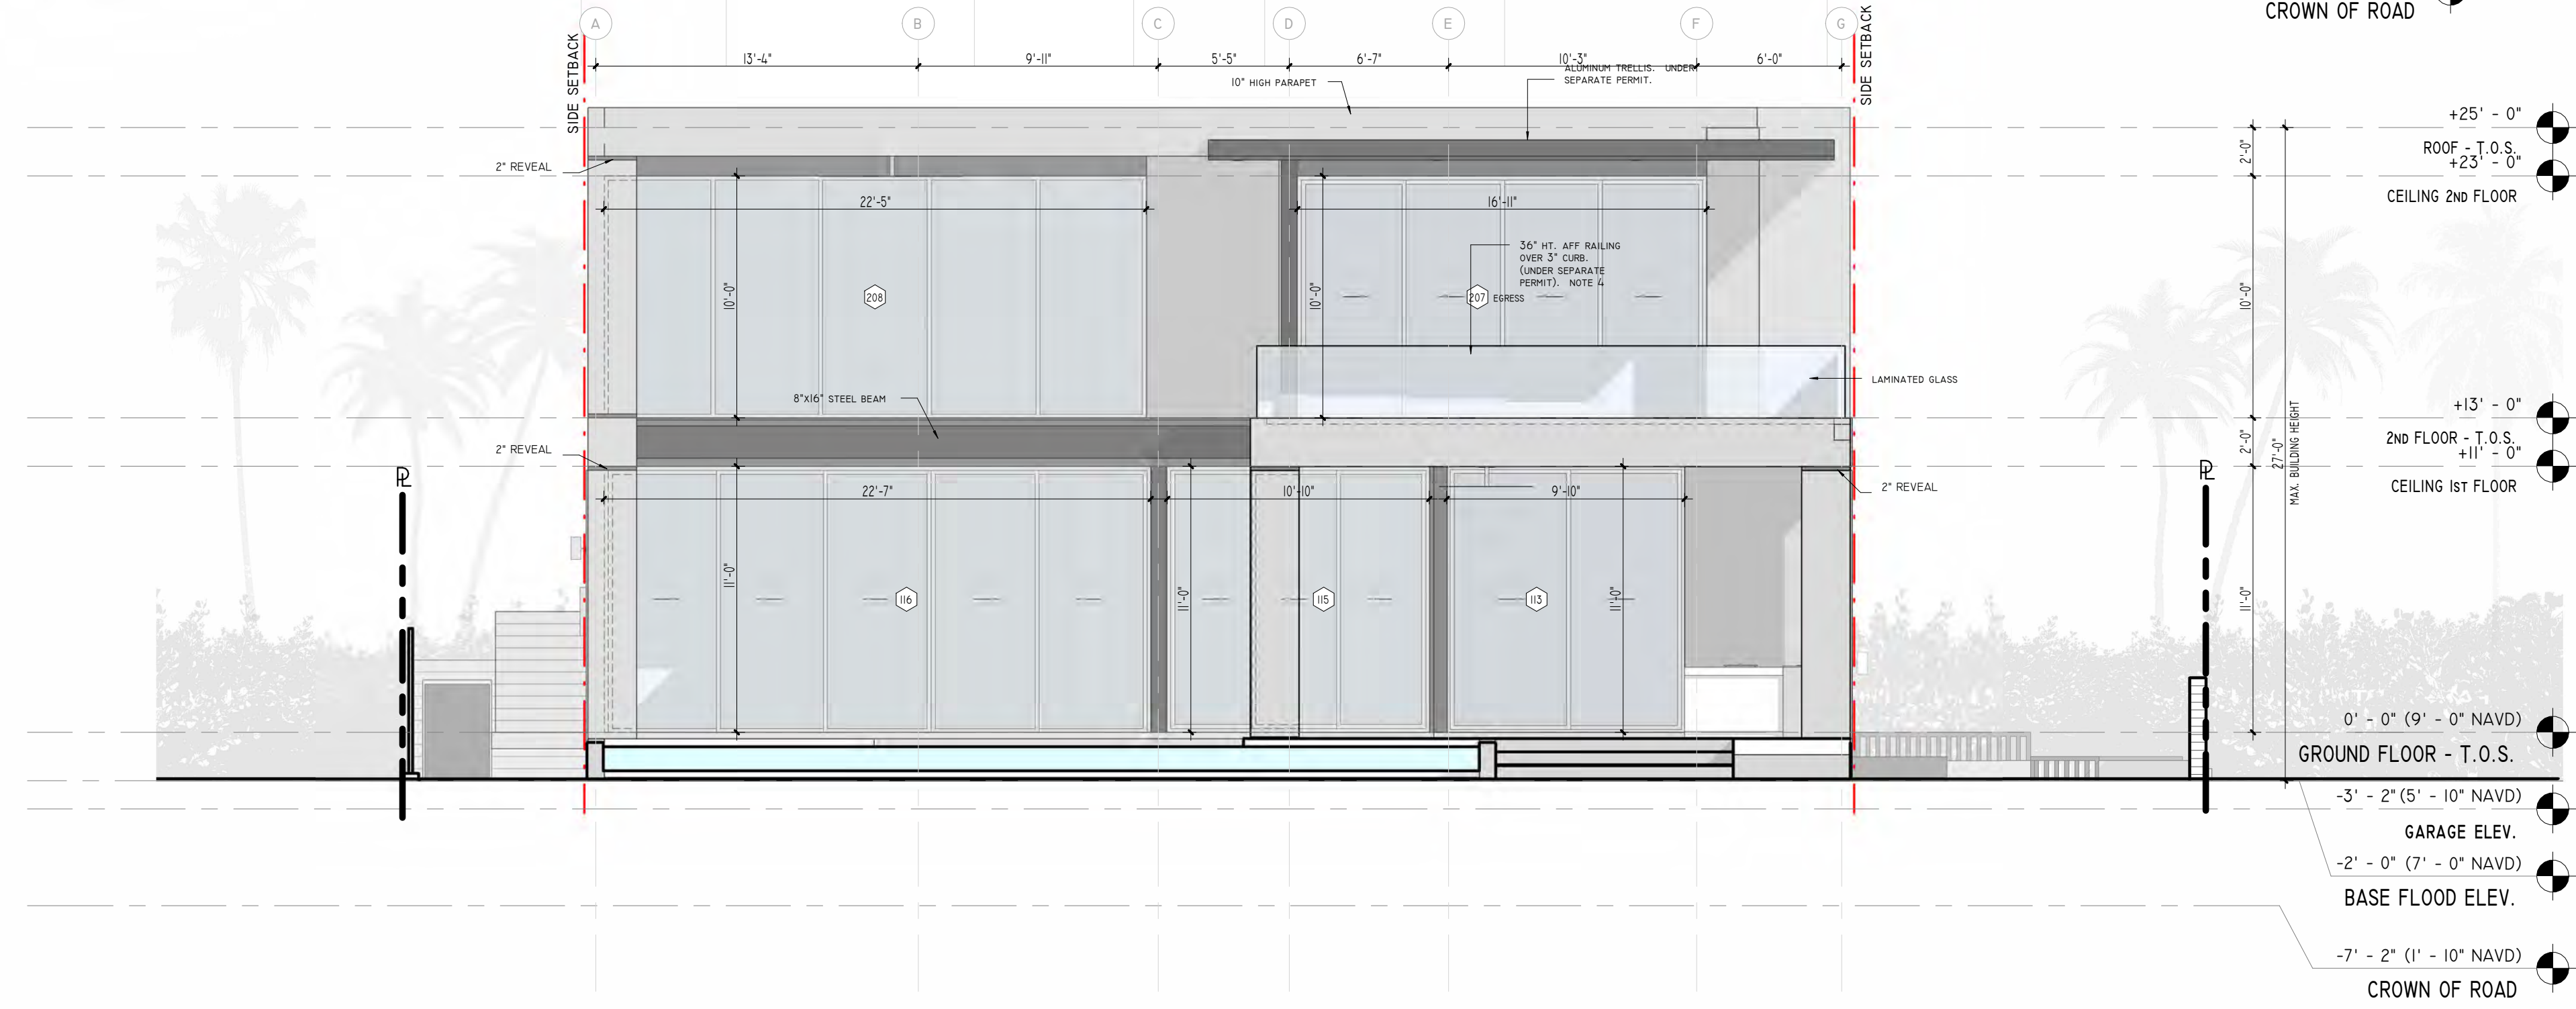 CROWN OF ROAD
A B C D E F G
SIDE SETBACK
SIDE SETBACK
13'-4" 9'-11" 5'-5" 6'-7" 10'-3" 6'-0"
10" HIGH PARAPET
ALUMINUM TRELLIS. UNDER
SEPARATE PERMIT.
+25' - 0"
ROOF - T.O.S.
+23' - 0"
CEILING 2ND FLOOR
2'-0"
2" REVEAL
22'-5"
16'-11"
36" HT. AFF RAILING
OVER 3" CURB.
(UNDER SEPARATE
PERMIT). NOTE 4
10'-0"
208
10'-0"
207 EGRESS
10'-0"
LAMINATED GLASS
8"X16" STEEL BEAM
+13' - 0"
2ND FLOOR - T.O.S.
+11' - 0"
CEILING 1ST FLOOR
2'-0"
27'-0"
MAX. BUILDING HEIGHT
2" REVEAL
PL
PL
22'-7"
10'-10"
9'-10"
2" REVEAL
11'-0"
116
11'-0"
115
113
11'-0"
11'-0"
0' - 0" (9' - 0" NAVD)
GROUND FLOOR - T.O.S.
-3' - 2" (5' - 10" NAVD)
GARAGE ELEV.
-2' - 0" (7' - 0" NAVD)
BASE FLOOD ELEV.
-7' - 2" (1' - 10" NAVD)
CROWN OF ROAD